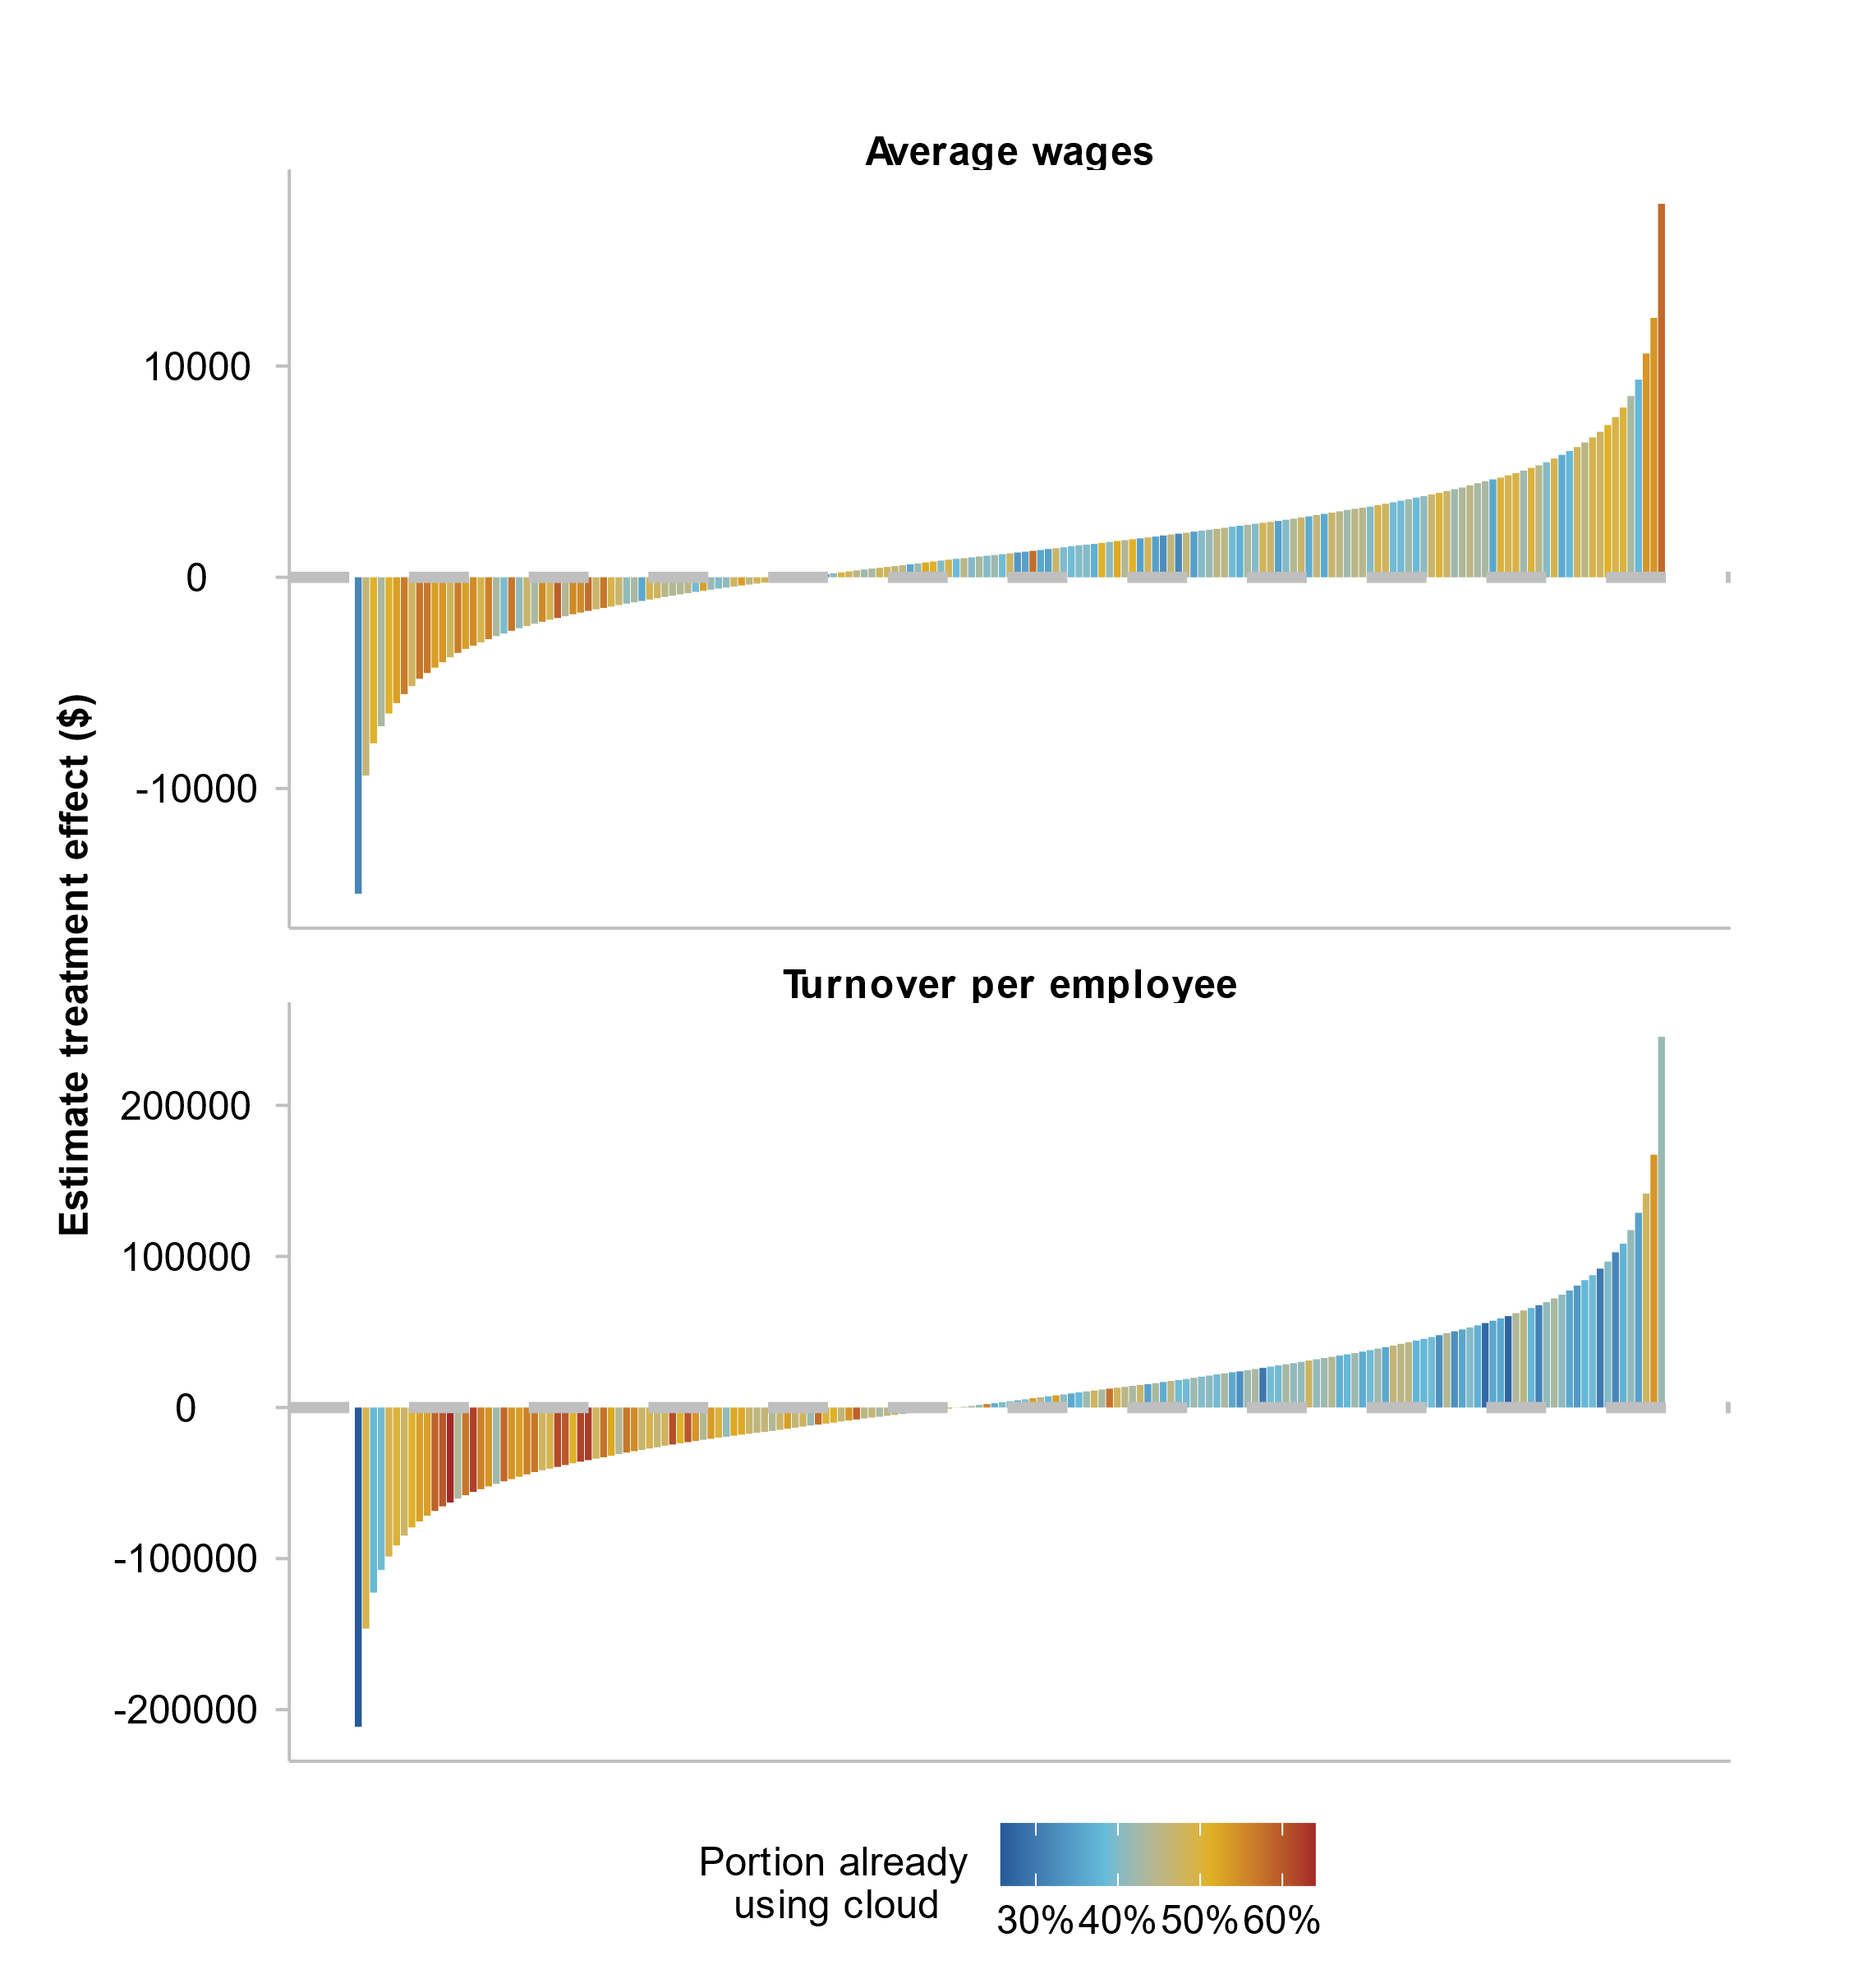 Average wages
10000
0
-10000
Estimate treatment effect ($)
Turnover per employee
200000
100000
0
-100000
-200000
Portion already
using cloud
30% 40% 50% 60%